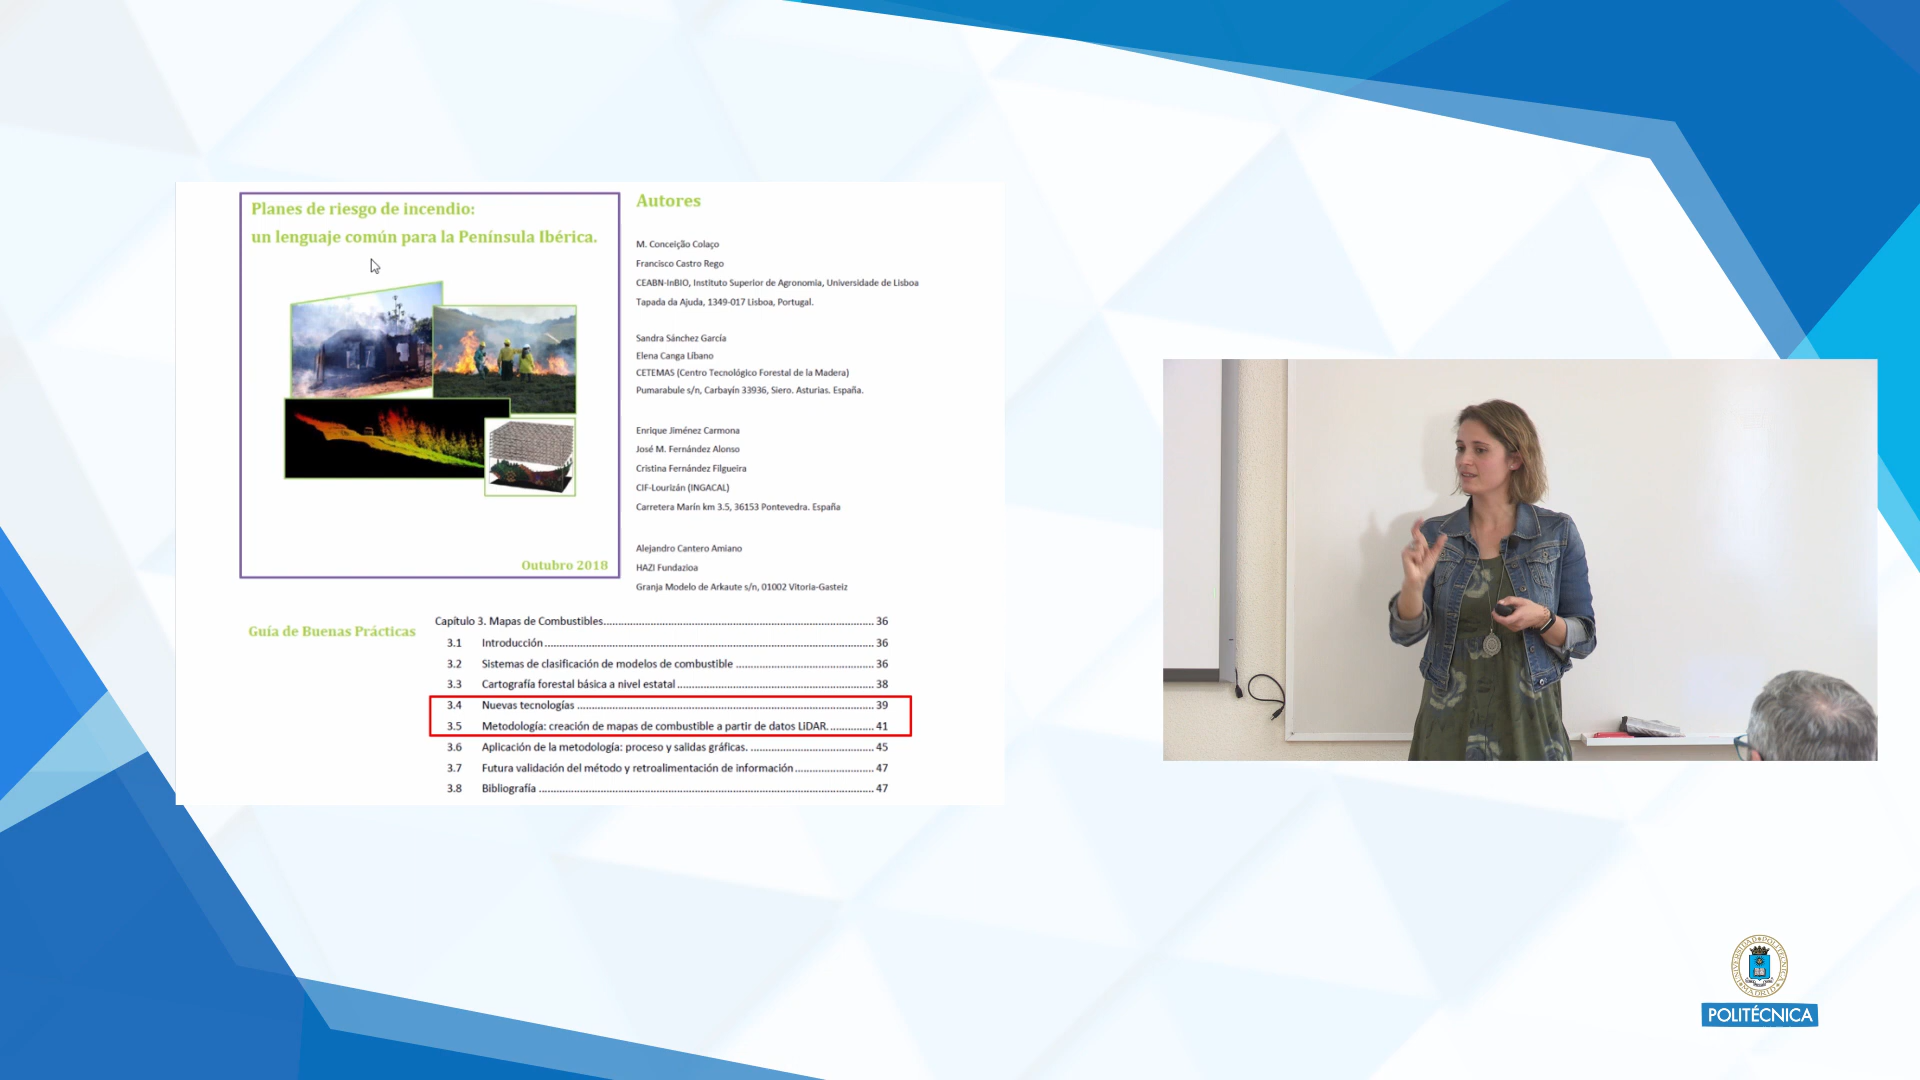 Planes de riesgo de incendio:
un lenguaje común para la Península Ibérica.
Outubro 2018
Guía de Buenas Prácticas
Autores
M. Conceição Colaço
Francisco Castro Rego
CEABN-InBIO, Instituto Superior de Agronomia, Universidade de Lisboa
Tapada da Ajuda, 1349-017 Lisboa, Portugal.
Sandra Sánchez García
Elena Canga Líbano
CETEMAS (Centro Tecnológico Forestal de la Madera)
Pumarabule s/n, Carbayín 33936, Siero. Asturias. España.
Enrique Jiménez Carmona
José M. Fernández Alonso
Cristina Fernández Filgueira
CIF-Lourizán (INGACAL)
Carretera Marín km 3.5, 36153 Pontevedra. España
Alejandro Cantero Amiano
HAZI Fundazioa
Granja Modelo de Arkaute s/n, 01002 Vitoria-Gasteiz
Capítulo 3. Mapas de Combustibles 36
3.1 Introducción 36
3.2 Sistemas de clasificación de modelos de combustible 36
3.3 Cartografía forestal básica a nivel estatal 38
3.4 Nuevas tecnologías 39
3.5 Metodología: creación de mapas de combustible a partir de datos LiDAR. 41
3.6 Aplicación de la metodología: proceso y salidas gráficas. 45
3.7 Futura validación del método y retroalimentación de información 47
3.8 Bibliografía 47
UNIVERSIDAD POLITÉCNICA
MADRID
POLITÉCNICA